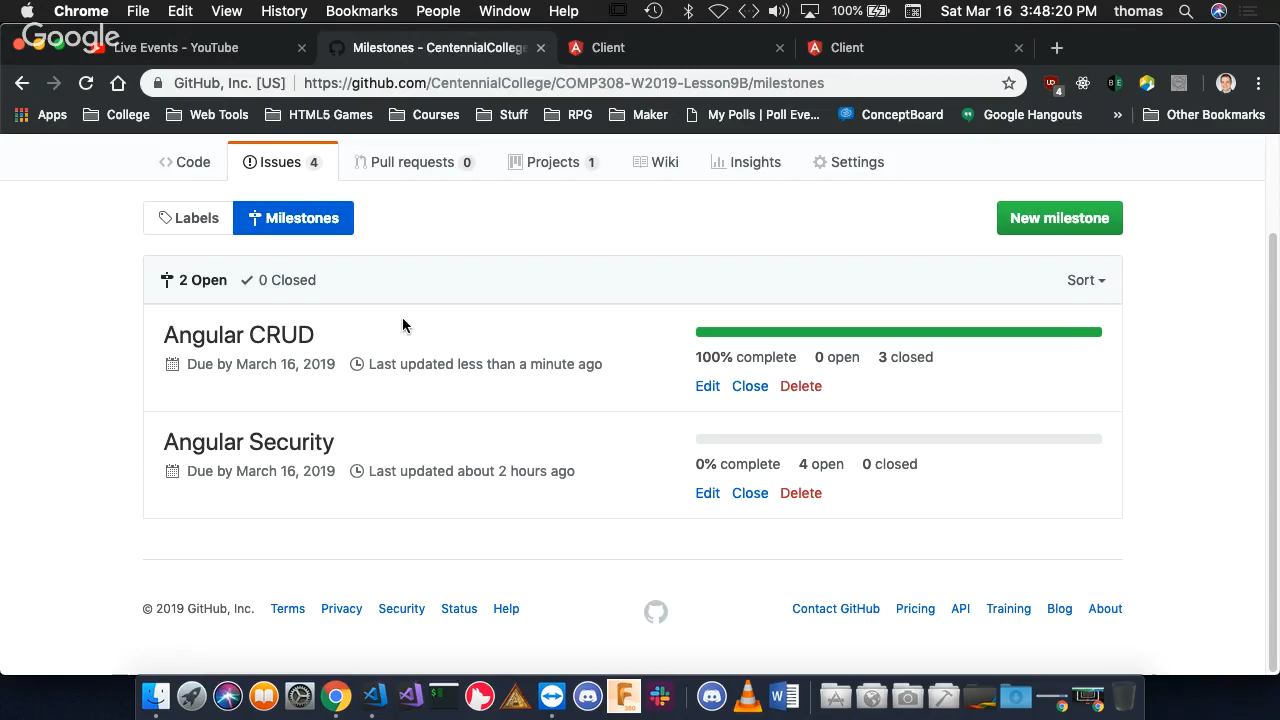 Chrome File Edit View History Bookmarks People Window Help 100% Sat Mar 16 3:48:20 PM thomas
Google
Live Events - YouTube Milestones - CentennialCollege Client Client
GitHub, Inc. [US] https://github.com/CentennialCollege/COMP308-W2019-Lesson9B/milestones
Apps College Web Tools HTML5 Games Courses Stuff RPG Maker My Polls | Poll Eve... ConceptBoard Google Hangouts » Other Bookmarks
Code Issues 4 Pull requests 0 Projects 1 Wiki Insights Settings
Labels Milestones New milestone
2 Open 0 Closed Sort
Angular CRUD
Due by March 16, 2019 Last updated less than a minute ago
100% complete 0 open 3 closed
Edit Close Delete
Angular Security
Due by March 16, 2019 Last updated about 2 hours ago
0% complete 4 open 0 closed
Edit Close Delete
© 2019 GitHub, Inc. Terms Privacy Security Status Help Contact GitHub Pricing API Training Blog About